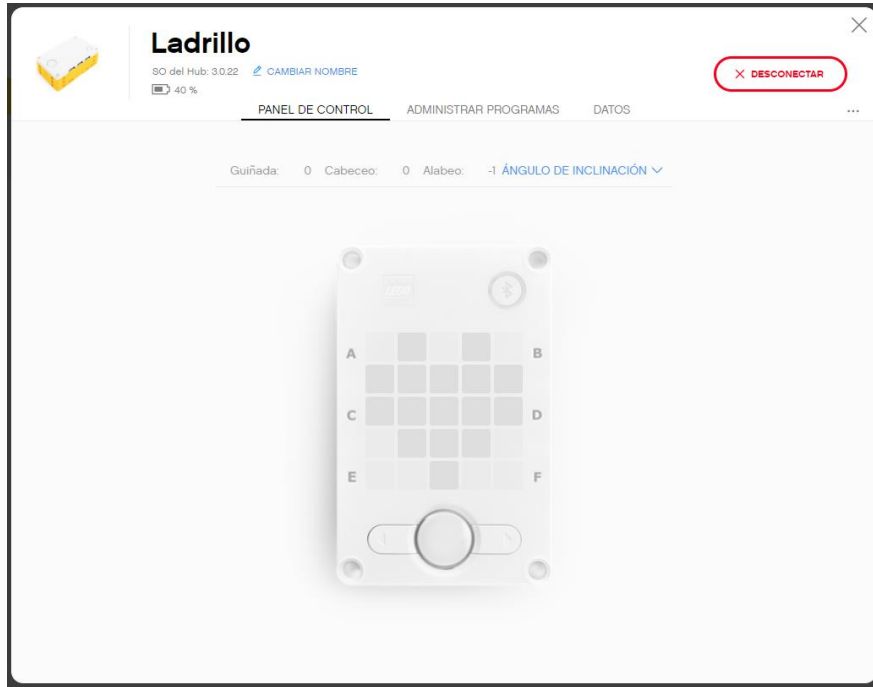 Ladrillo
SO del Hub: 3.0.22 CAMBIAR NOMBRE
40 %
DESCONECTAR
PANEL DE CONTROL ADMINISTRAR PROGRAMAS DATOS ...
Guiñada: 0 Cabeceo: 0 Alabeo: -1 ÁNGULO DE INCLINACIÓN
A B
C D
E F